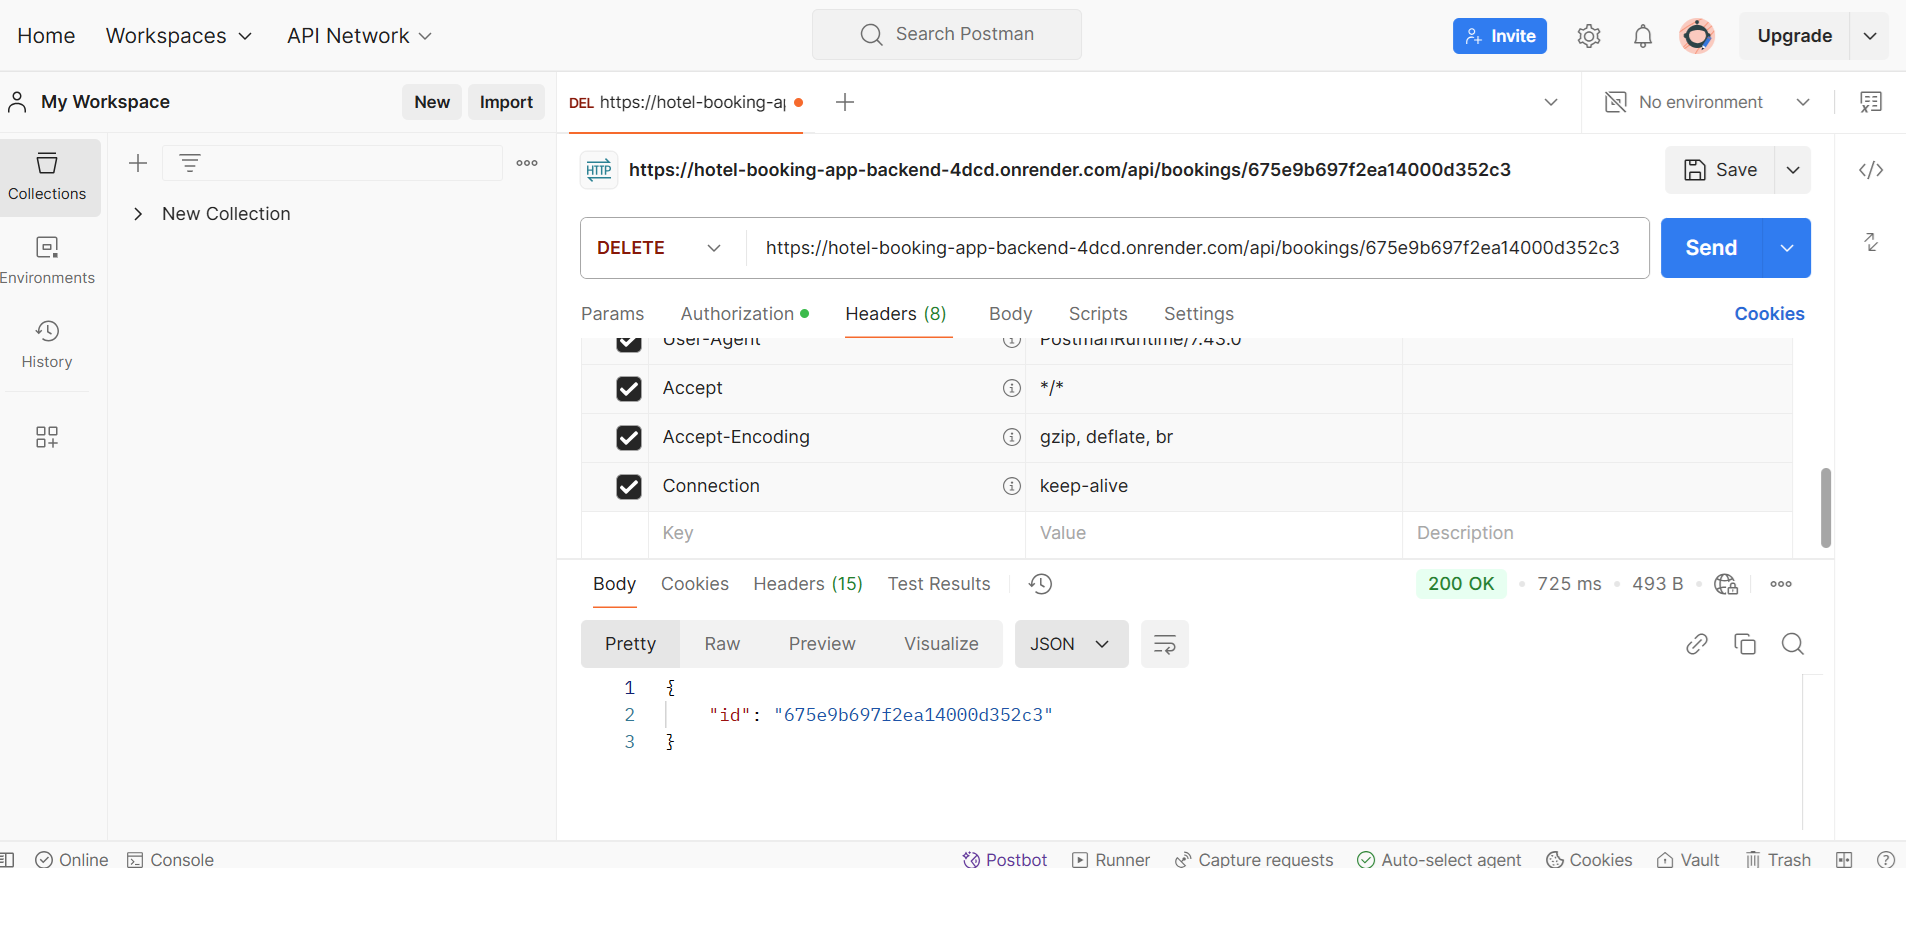 Home Workspaces API Network Search Postman Invite Upgrade
My Workspace New Import DEL https://hotel-booking-a No environment
Collections
Environments
History
New Collection
HTTP https://hotel-booking-app-backend-4dcd.onrender.com/api/bookings/675e9b697f2ea14000d352c3 Save </>
DELETE https://hotel-booking-app-backend-4dcd.onrender.com/api/bookings/675e9b697f2ea14000d352c3 Send
Params Authorization Headers (8) Body Scripts Settings Cookies
User-Agent PostmanRuntime/7.43.0
Accept */*
Accept-Encoding gzip, deflate, br
Connection keep-alive
Key Value Description
Body Cookies Headers (15) Test Results 200 OK • 725 ms • 493 B •
Pretty Raw Preview Visualize JSON
1 {
2 "id": "675e9b697f2ea14000d352c3"
3 }
Online Console Postbot Runner Capture requests Auto-select agent Cookies Vault Trash